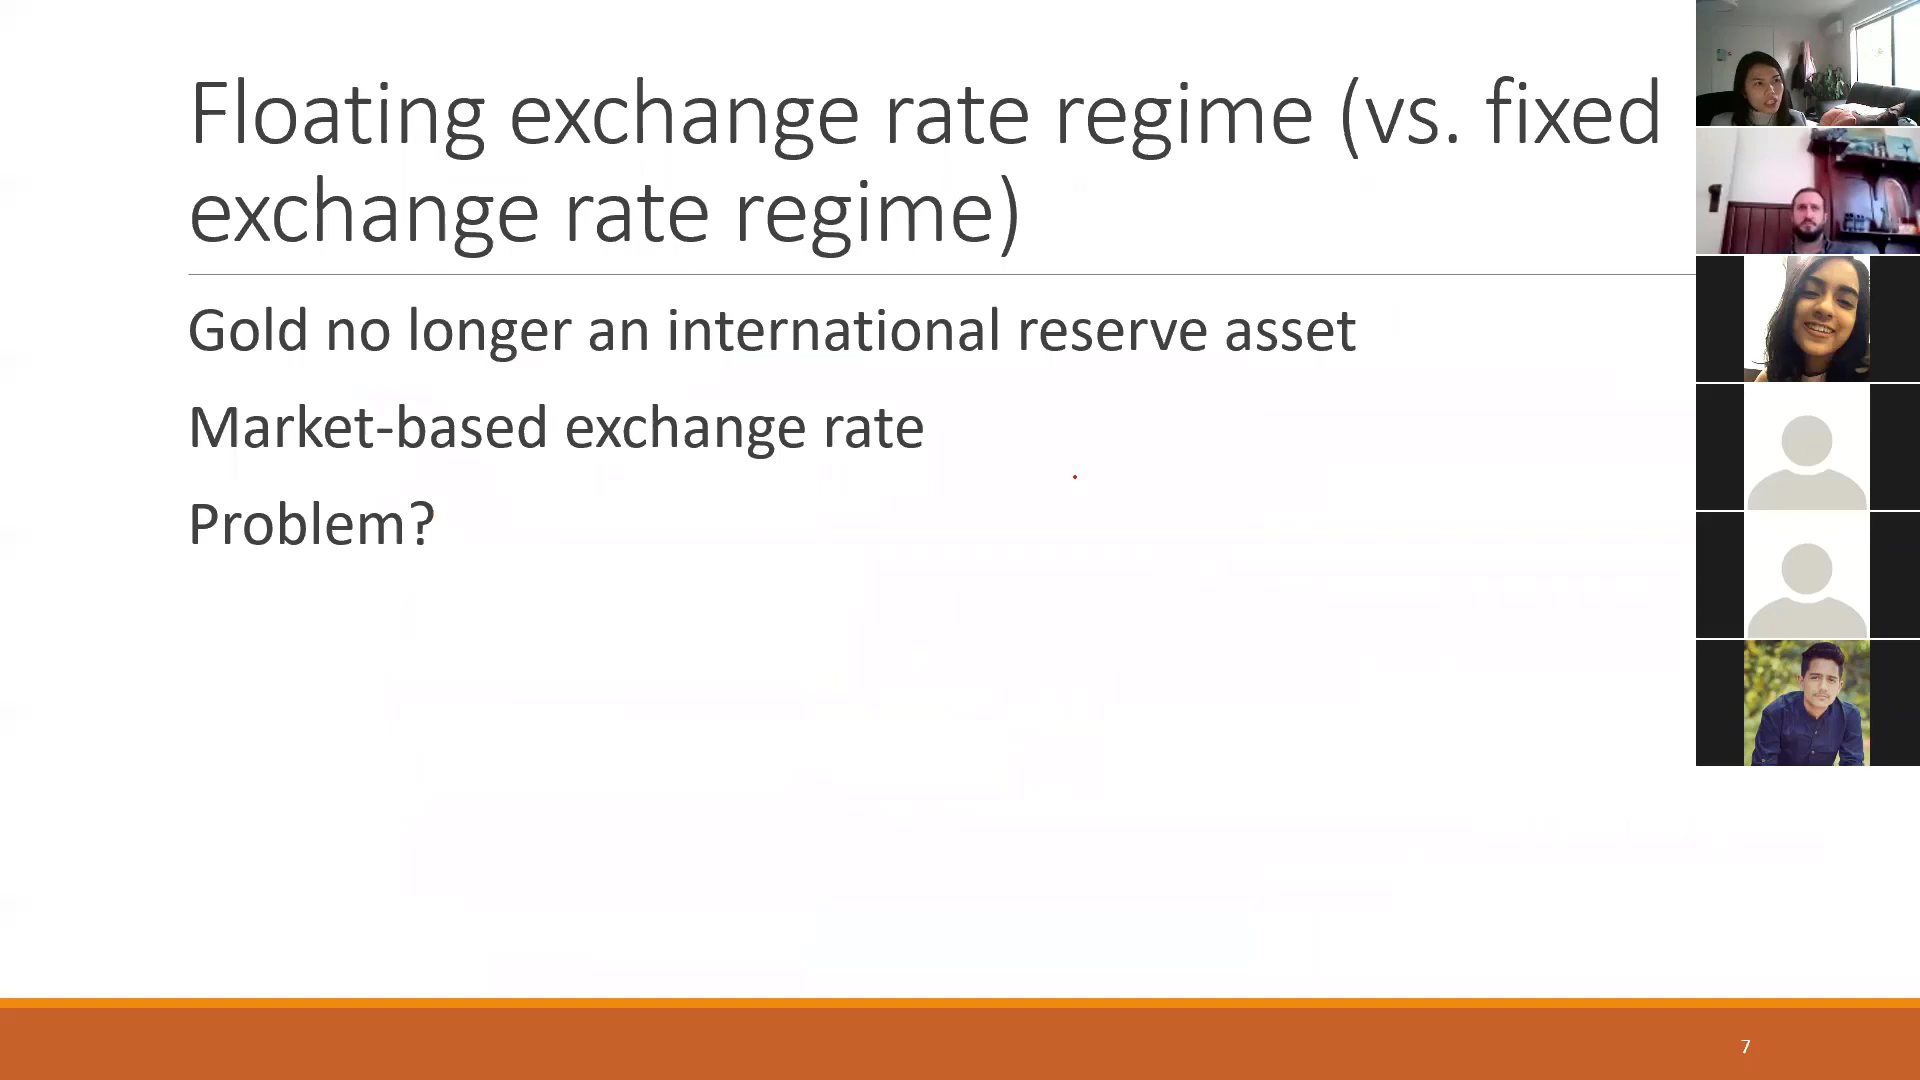 Floating exchange rate regime (vs. fixed
exchange rate regime)
Gold no longer an international reserve asset
Market-based exchange rate
Problem?
7